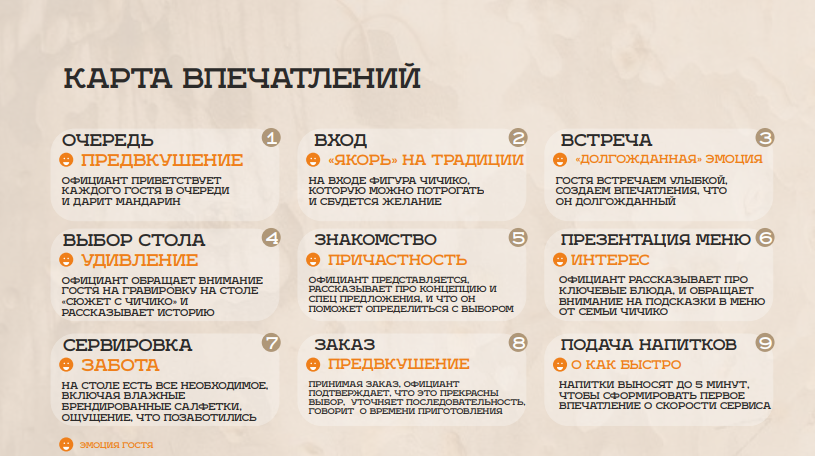 КАРТА ВПЕЧАТЛЕНИЙ
ОЧЕРЕДЬ 1
ПРЕДВКУШЕНИЕ
ОФИЦИАНТ ПРИВЕТСТВУЕТ
КАЖДОГО ГОСТЯ В ОЧЕРЕДИ
И ДАРИТ МАНДАРИН
ВХОД 2
«ЯКОРЬ» НА ТРАДИЦИИ
НА ВХОДЕ ФИГУРА ЧИЧИКО,
КОТОРУЮ МОЖНО ПОТРОГАТЬ
И СБУДЕТСЯ ЖЕЛАНИЕ
ВСТРЕЧА 3
«ДОЛГОЖДАННАЯ» ЭМОЦИЯ
ГОСТЯ ВСТРЕЧАЕМ УЛЫБКОЙ,
СОЗДАЕМ ВПЕЧАТЛЕНИЯ, ЧТО
ОН ДОЛГОЖДАННЫЙ
ВЫБОР СТОЛА 4
УДИВЛЕНИЕ
ОФИЦИАНТ ОБРАЩАЕТ ВНИМАНИЕ
ГОСТЯ НА ГРАВИРОВКУ НА СТОЛЕ
«СЮЖЕТ С ЧИЧИКО» И
РАССКАЗЫВАЕТ ИСТОРИЮ
ЗНАКОМСТВО 5
ПРИЧАСТНОСТЬ
ОФИЦИАНТ ПРЕДСТАВЛЯЕТСЯ,
РАССКАЗЫВАЕТ ПРО КОНЦЕПЦИЮ И
СПЕЦ ПРЕДЛОЖЕНИЯ, И ЧТО ОН
ПОМОЖЕТ ОПРЕДЕЛИТЬСЯ С ВЫБОРОМ
ПРЕЗЕНТАЦИЯ МЕНЮ 6
ИНТЕРЕС
ОФИЦИАНТ РАССКАЗЫВАЕТ ПРО
КЛЮЧЕВЫЕ БЛЮДА, И ОБРАЩАЕТ
ВНИМАНИЕ НА ПОДСКАЗКИ В МЕНЮ
ОТ СЕМЬИ ЧИЧИКО
СЕРВИРОВКА 7
ЗАБОТА
НА СТОЛЕ ЕСТЬ ВСЕ НЕОБХОДИМОЕ,
ВКЛЮЧАЯ ВЛАЖНЫЕ
БРЕНДИРОВАННЫЕ САЛФЕТКИ,
ОЩУЩЕНИЕ, ЧТО ПОЗАБОТИЛИСЬ
ЗАКАЗ 8
ПРЕДВКУШЕНИЕ
ПРИНИМАЯ ЗАКАЗ, ОФИЦИАНТ
ПОДТВЕРЖДАЕТ, ЧТО ЭТО ПРЕКРАСНЫ
ВЫБОР, УТОЧНЯЕТ ПОСЛЕДОВАТЕЛЬНОСТЬ,
ГОВОРИТ О ВРЕМЕНИ ПРИГОТОВЛЕНИЯ
ПОДАЧА НАПИТКОВ 9
О КАК БЫСТРО
НАПИТКИ ВЫНОСЯТ ДО 5 МИНУТ,
ЧТОБЫ СФОРМИРОВАТЬ ПЕРВОЕ
ВПЕЧАТЛЕНИЕ О СКОРОСТИ СЕРВИСА
ЭМОЦИЯ ГОСТЯ